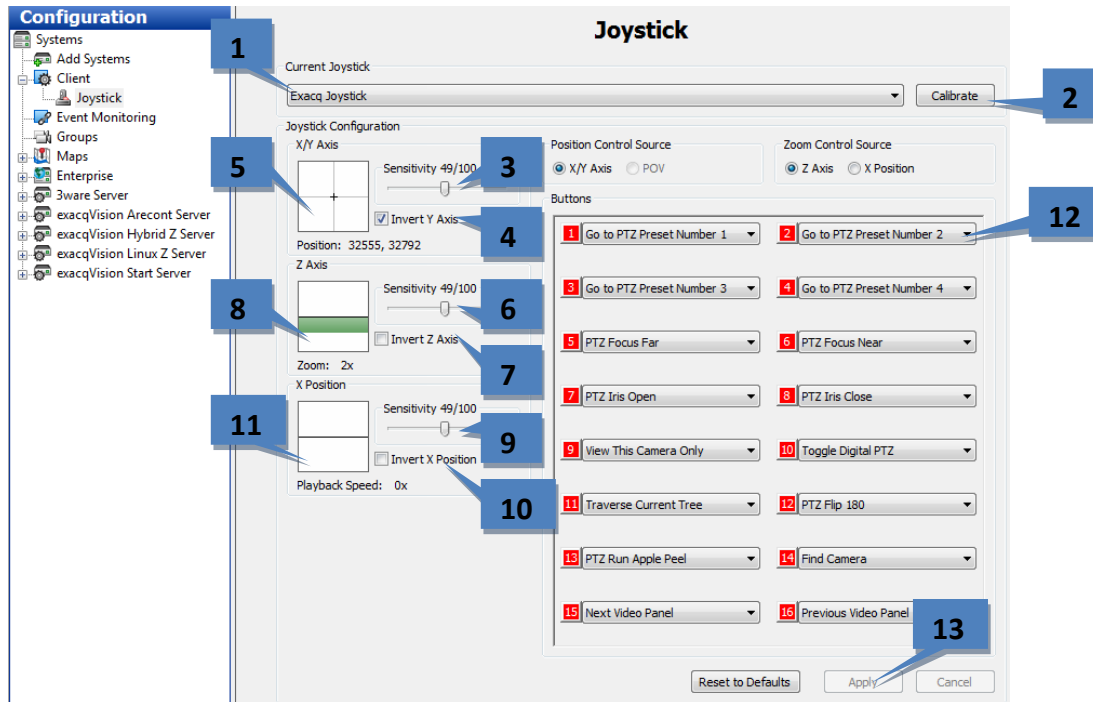 Configuration
Systems
Add Systems
Client
Joystick
Event Monitoring
Groups
Maps
Enterprise
3ware Server
exacqVision Arecont Server
exacqVision Hybrid Z Server
exacqVision Linux Z Server
exacqVision Start Server
Joystick
1
Current Joystick
Exacq Joystick
Calibrate
2
Joystick Configuration
X/Y Axis
5
Sensitivity 49/100
3
Invert Y Axis
4
Position: 32555, 32792
Z Axis
8
Sensitivity 49/100
6
Invert Z Axis
7
Zoom: 2x
X Position
11
Sensitivity 49/100
9
Invert X Position
10
Playback Speed: 0x
Position Control Source
X/Y Axis POV
Zoom Control Source
Z Axis X Position
Buttons
12
1 Go to PTZ Preset Number 1 2 Go to PTZ Preset Number 2
3 Go to PTZ Preset Number 3 4 Go to PTZ Preset Number 4
5 PTZ Focus Far 6 PTZ Focus Near
7 PTZ Iris Open 8 PTZ Iris Close
9 View This Camera Only 10 Toggle Digital PTZ
11 Traverse Current Tree 12 PTZ Flip 180
13 PTZ Run Apple Peel 14 Find Camera
15 Next Video Panel 16 Previous Video Panel
13
Reset to Defaults Apply Cancel